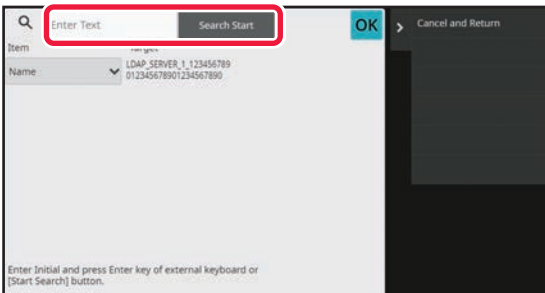 Enter Text Search Start OK Cancel and Return
Item Target
Name LDAP_SERVER_1_123456789
012345678901234567890
Enter Initial and press Enter key of external keyboard or
[Start Search] button.